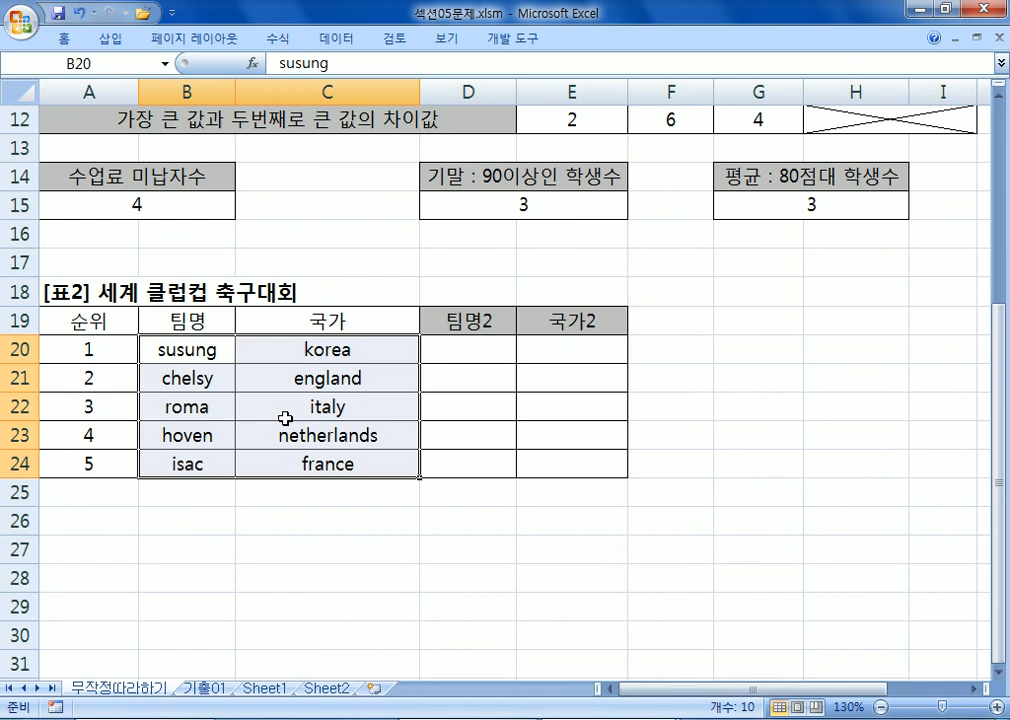 섹션05문제.xlsm - Microsoft Excel
홈 삽입 페이지 레이아웃 수식 데이터 검토 보기 개발 도구
B20 fx susung
A B C D E F G H I
12 가장 큰 값과 두번째로 큰 값의 차이값 2 6 4
13
14 수업료 미납자수 기말 : 90이상인 학생수 평균 : 80점대 학생수
15 4 3 3
16
17
18 [표2] 세계 클럽컵 축구대회
19 순위 팀명 국가 팀명2 국가2
20 1 susung korea
21 2 chelsy england
22 3 roma italy
23 4 hoven netherlands
24 5 isac france
25
26
27
28
29
30
31
무작정따라하기 기출01 Sheet1 Sheet2
준비 개수: 10 130%